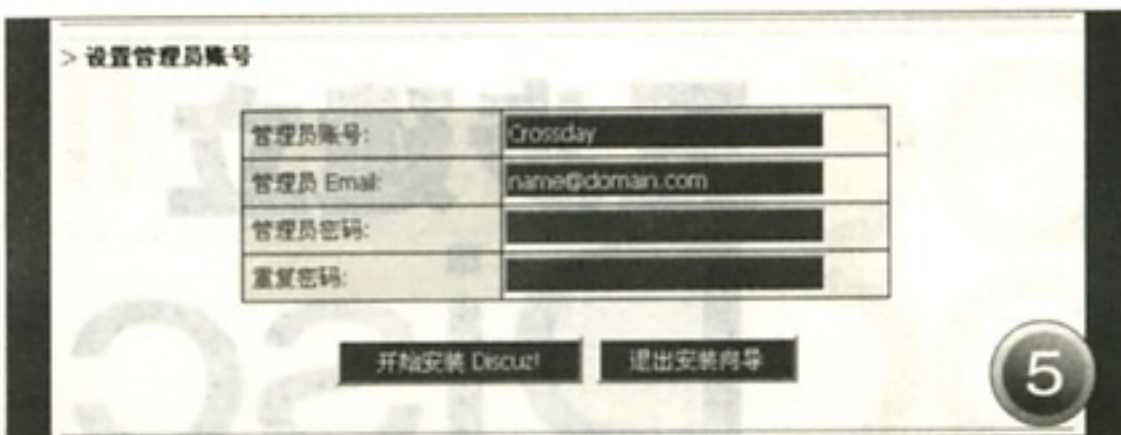 > 设置管理员账号
管理员账号: Crossday
管理员 Email: name@domain.com
管理员密码:
重复密码:
开始安装 Discuz! 退出安装向导
5